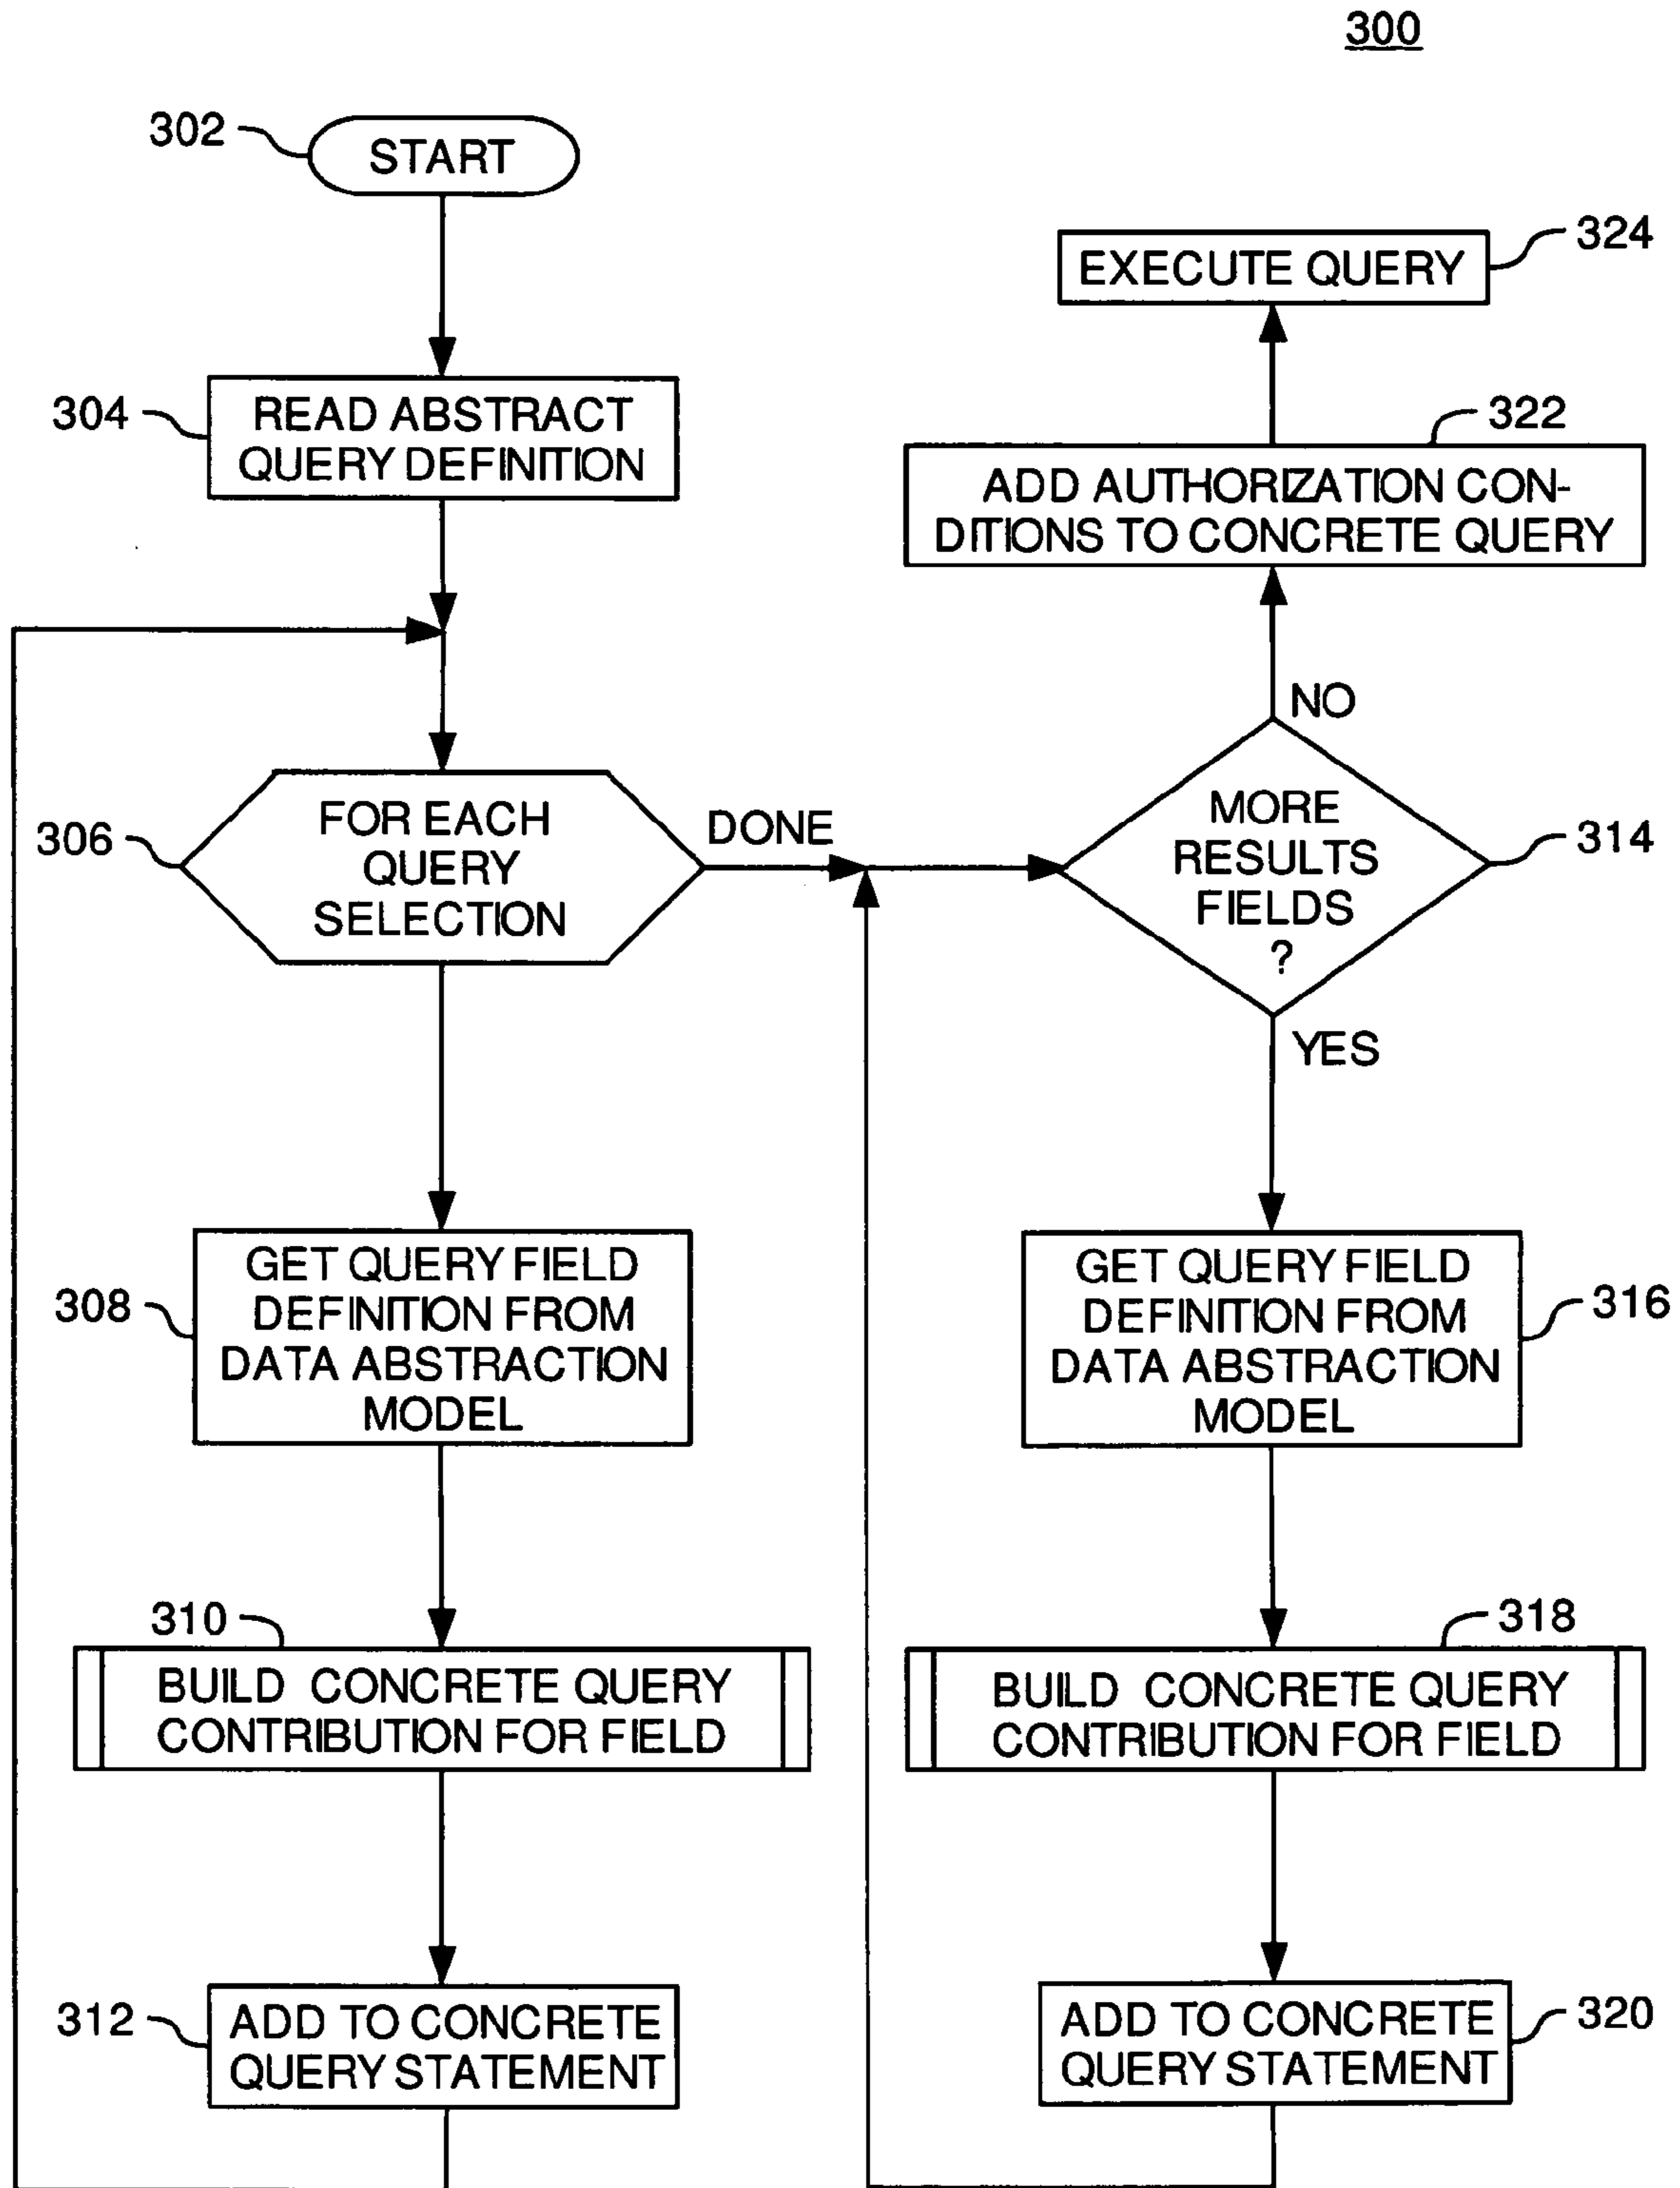 300
302
START
304
READ ABSTRACT
QUERY DEFINITION
306
FOR EACH
QUERY
SELECTION
DONE
308
GET QUERY FIELD
DEFINITION FROM
DATA ABSTRACTION
MODEL
310
BUILD CONCRETE QUERY
CONTRIBUTION FOR FIELD
312
ADD TO CONCRETE
QUERY STATEMENT
324
EXECUTE QUERY
322
ADD AUTHORIZATION CON-
DITIONS TO CONCRETE QUERY
NO
MORE
RESULTS
FIELDS
?
314
YES
GET QUERY FIELD
DEFINITION FROM
DATA ABSTRACTION
MODEL
316
318
BUILD CONCRETE QUERY
CONTRIBUTION FOR FIELD
ADD TO CONCRETE
QUERY STATEMENT
320